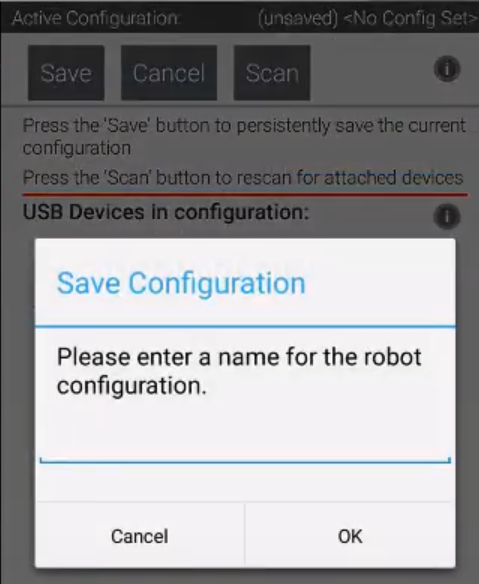 Active Configuration: (unsaved) <No Config Set>
Save Cancel Scan
Press the 'Save' button to persistently save the current
configuration
Press the 'Scan' button to rescan for attached devices
USB Devices in configuration:
Save Configuration
Please enter a name for the robot
configuration.
Cancel OK